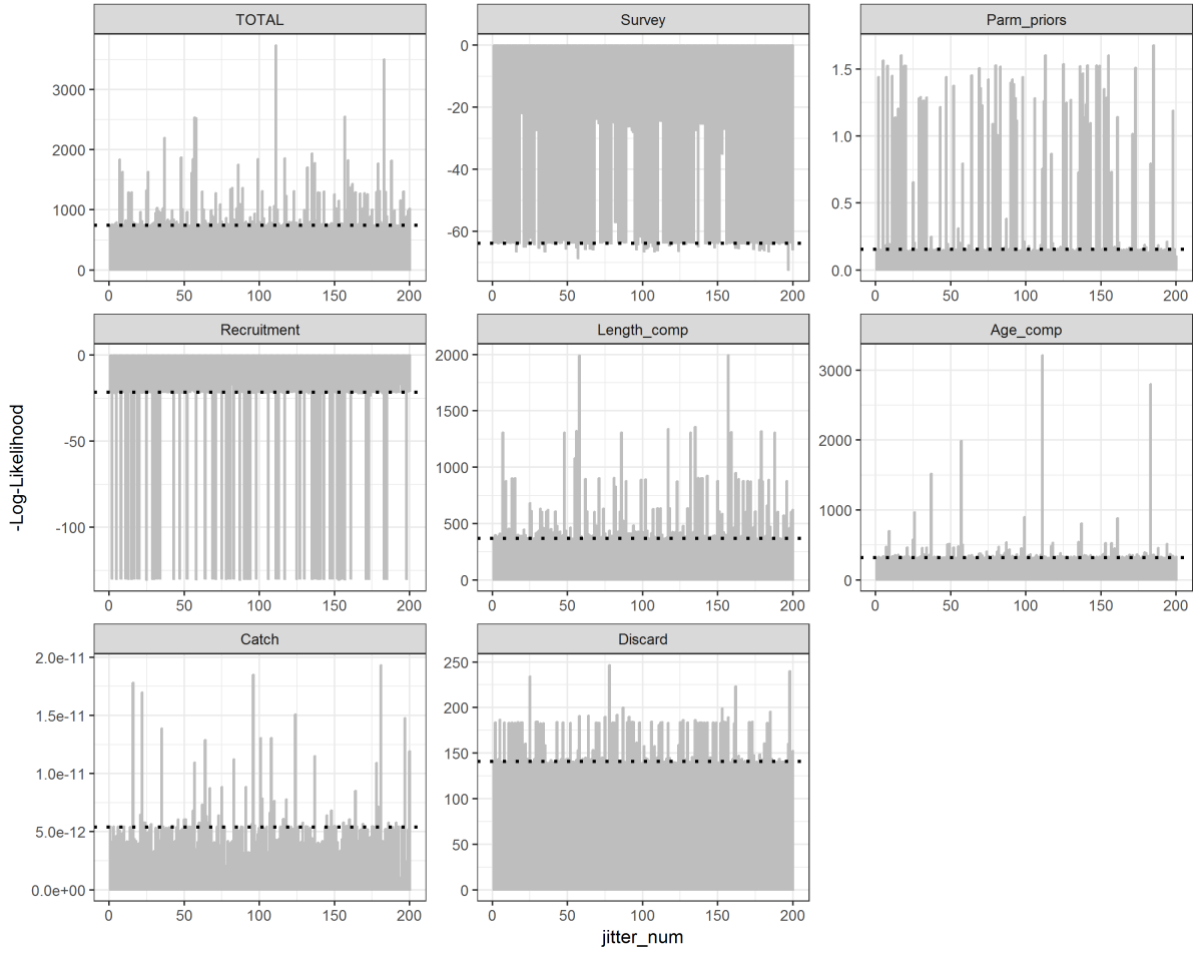 TOTAL
3000
2000
1000
0
0 50 100 150 200
Survey
0
-20
-40
-60
0 50 100 150 200
Parm_priors
1.5
1.0
0.5
0.0
0 50 100 150 200
Recruitment
0
-50
-100
0 50 100 150 200
Length_comp
2000
1500
1000
500
0
0 50 100 150 200
Age_comp
3000
2000
1000
0
0 50 100 150 200
Catch
2.0e-11
1.5e-11
1.0e-11
5.0e-12
0.0e+00
0 50 100 150 200
Discard
250
200
150
100
50
0
0 50 100 150 200
-Log-Likelihood
jitter_num